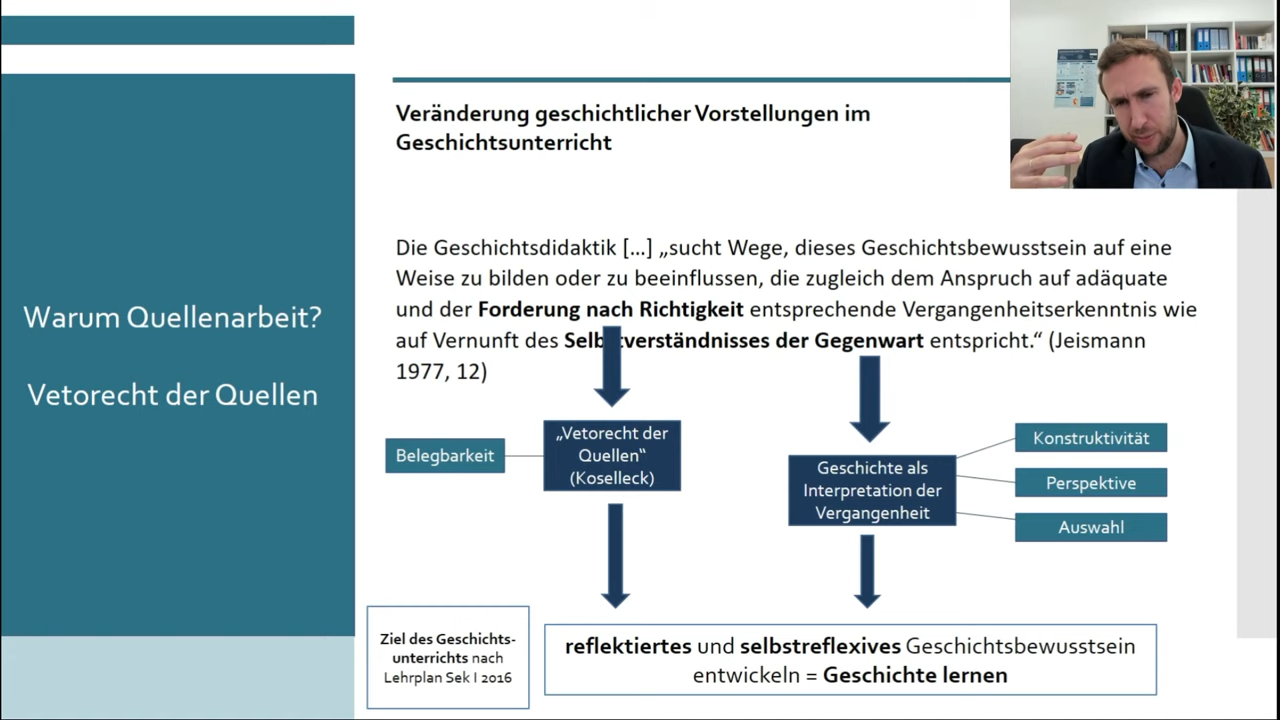 Warum Quellenarbeit?
Vetorecht der Quellen
Veränderung geschichtlicher Vorstellungen im
Geschichtsunterricht
Die Geschichtsdidaktik [...] „sucht Wege, dieses Geschichtsbewusstsein auf eine
Weise zu bilden oder zu beeinflussen, die zugleich dem Anspruch auf adäquate
und der Forderung nach Richtigkeit entsprechende Vergangenheitserkenntnis wie
auf Vernunft des Selbstverständnisses der Gegenwart entspricht.“ (Jeismann
1977, 12)
Belegbarkeit
„Vetorecht der
Quellen“
(Koselleck)
Geschichte als
Interpretation der
Vergangenheit
Konstruktivität
Perspektive
Auswahl
Ziel des Geschichts-
unterrichts nach
Lehrplan Sek I 2016
reflektiertes und selbstreflexives Geschichtsbewusstsein
entwickeln = Geschichte lernen